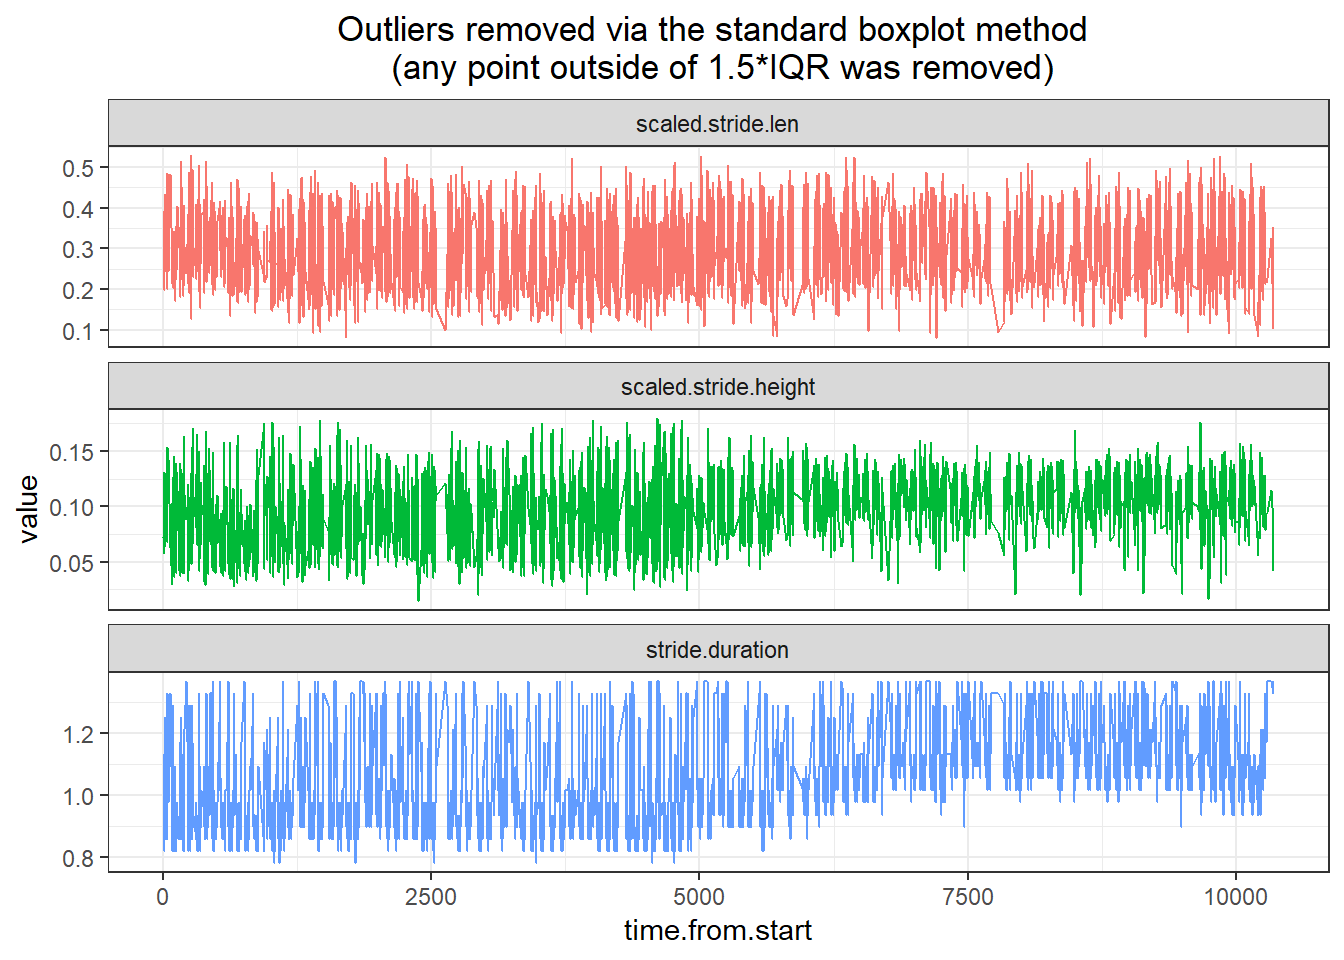 Outliers removed via the standard boxplot method
(any point outside of 1.5*IQR was removed)
scaled.stride.len
0.5
0.4
0.3
0.2
0.1
scaled.stride.height
0.15
0.10
0.05
value
stride.duration
1.2
1.0
0.8
0 2500 5000 7500 10000
time.from.start